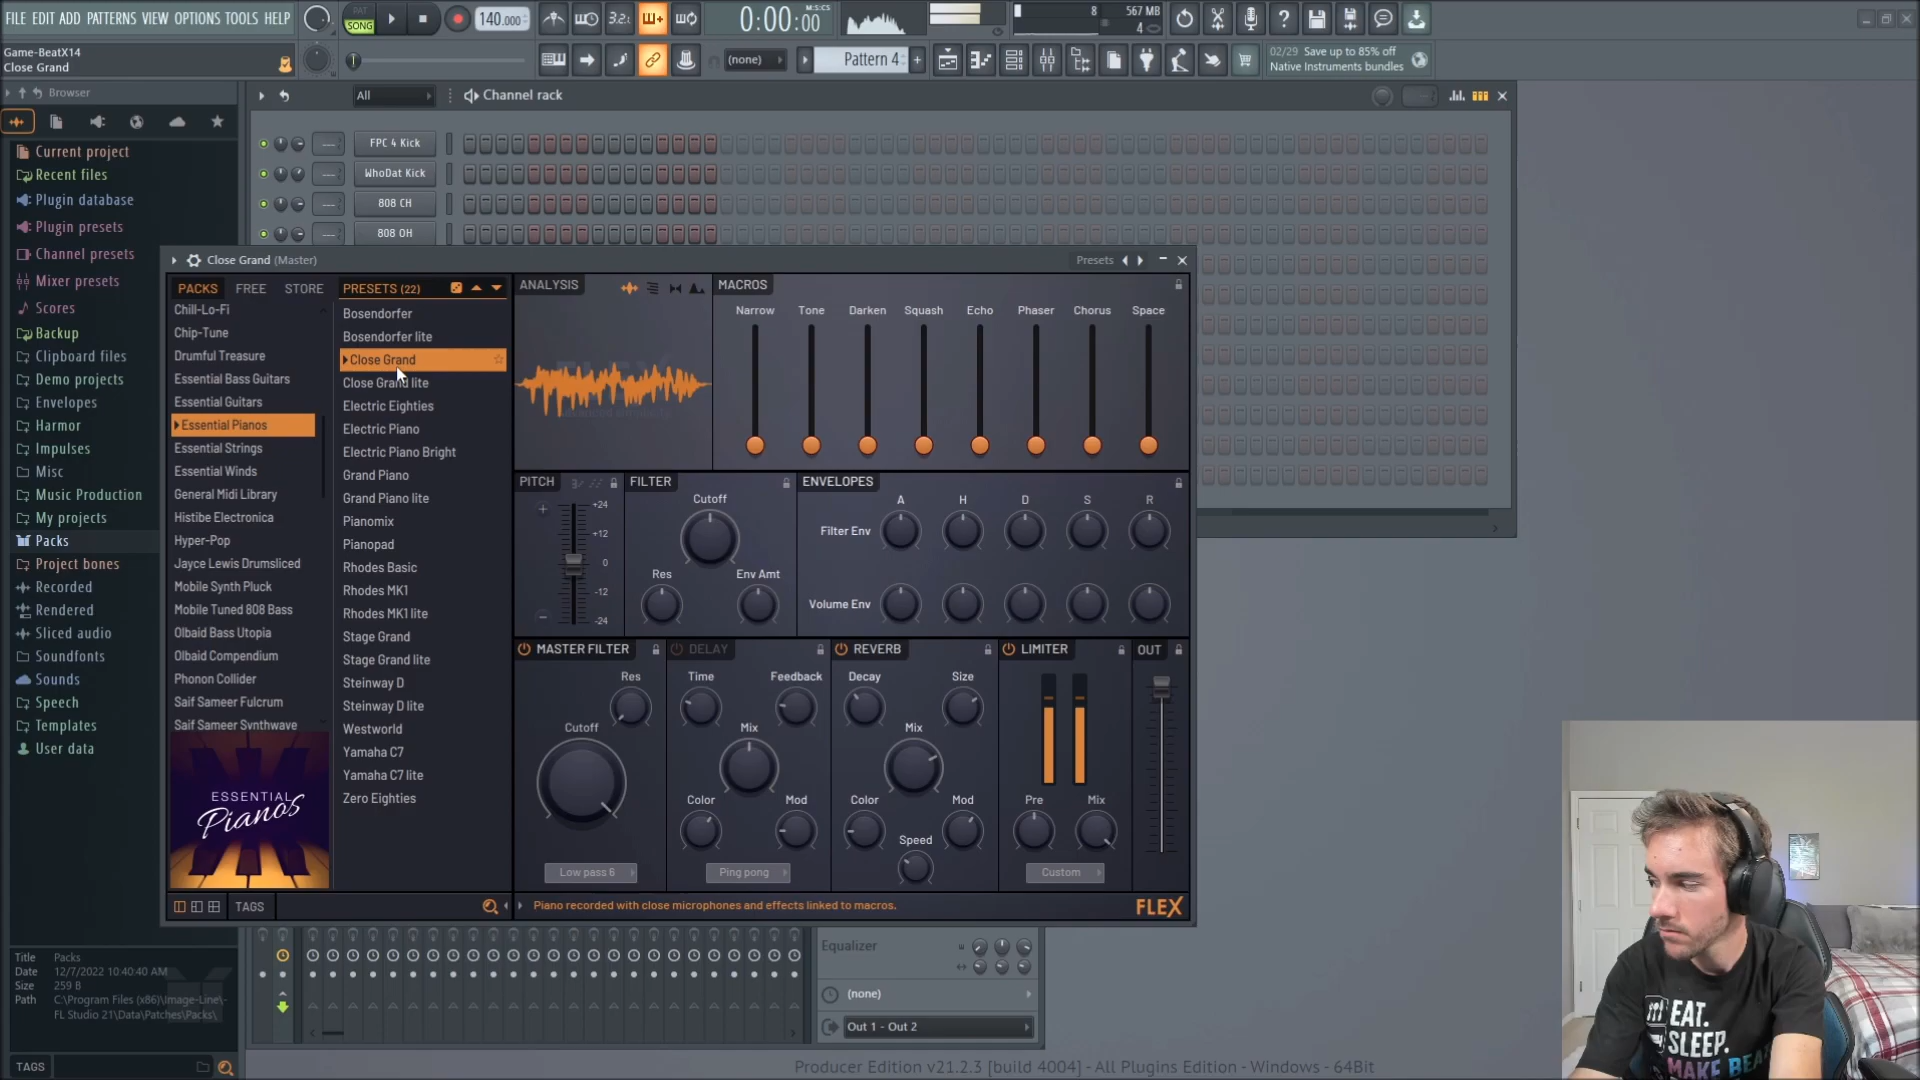 FILE EDIT ADD PATTERNS VIEW OPTIONS TOOLS HELP
PAT
SONG
140.000
3.2:
0:00:00
M:S:CS
8
567 MB
4
Game-BeatX14
Close Grand
(none)
Pattern 4
02/29 Save up to 85% off
Native Instruments bundles
Browser
All
Channel rack
Current project
Recent files
Plugin database
Plugin presets
Channel presets
Mixer presets
Scores
Backup
Clipboard files
Demo projects
Envelopes
Harmor
Impulses
Misc
Music Production
My projects
Packs
Project bones
Recorded
Rendered
Sliced audio
Soundfonts
Sounds
Speech
Templates
User data
FPC 4 Kick
WhoDat Kick
808 CH
808 OH
Close Grand (Master)
Presets
PACKS FREE STORE
Chill-Lo-Fi
Chip-Tune
Drumful Treasure
Essential Bass Guitars
Essential Guitars
Essential Pianos
Essential Strings
Essential Winds
General Midi Library
Histibe Electronica
Hyper-Pop
Jayce Lewis Drumsliced
Mobile Synth Pluck
Mobile Tuned 808 Bass
Olbaid Bass Utopia
Olbaid Compendium
Phonon Collider
Saif Sameer Fulcrum
Saif Sameer Synthwave
ESSENTIAL
Pianos
TAGS
PRESETS (22)
Bosendorfer
Bosendorfer lite
Close Grand
Close Grand lite
Electric Eighties
Electric Piano
Electric Piano Bright
Grand Piano
Grand Piano lite
Pianomix
Pianopad
Rhodes Basic
Rhodes MK1
Rhodes MK1 lite
Stage Grand
Stage Grand lite
Steinway D
Steinway D lite
Westworld
Yamaha C7
Yamaha C7 lite
Zero Eighties
ANALYSIS
MACROS
Narrow Tone Darken Squash Echo Phaser Chorus Space
PITCH
+24
+12
0
-12
-24
FILTER
Cutoff
Res Env Amt
ENVELOPES
A H D S R
Filter Env
Volume Env
MASTER FILTER
Res
Cutoff
Low pass 6
DELAY
Time Feedback
Mix
Color Mod
Ping pong
REVERB
Decay Size
Mix
Color Mod
Speed
LIMITER
Pre Mix
Custom
OUT
Piano recorded with close microphones and effects linked to macros.
FLEX
Equalizer
(none)
Out 1 - Out 2
Title Packs
Date 12/7/2022 10:40:40 AM
Size 259 B
Path C:\Program Files (x86)\Image-Line\-
FL Studio 21\Data\Patches\Packs\
TAGS
Producer Edition v21.2.3 [build 4004] - All Plugins Edition - Windows - 64Bit
EAT.
SLEEP.
MAKE BEA